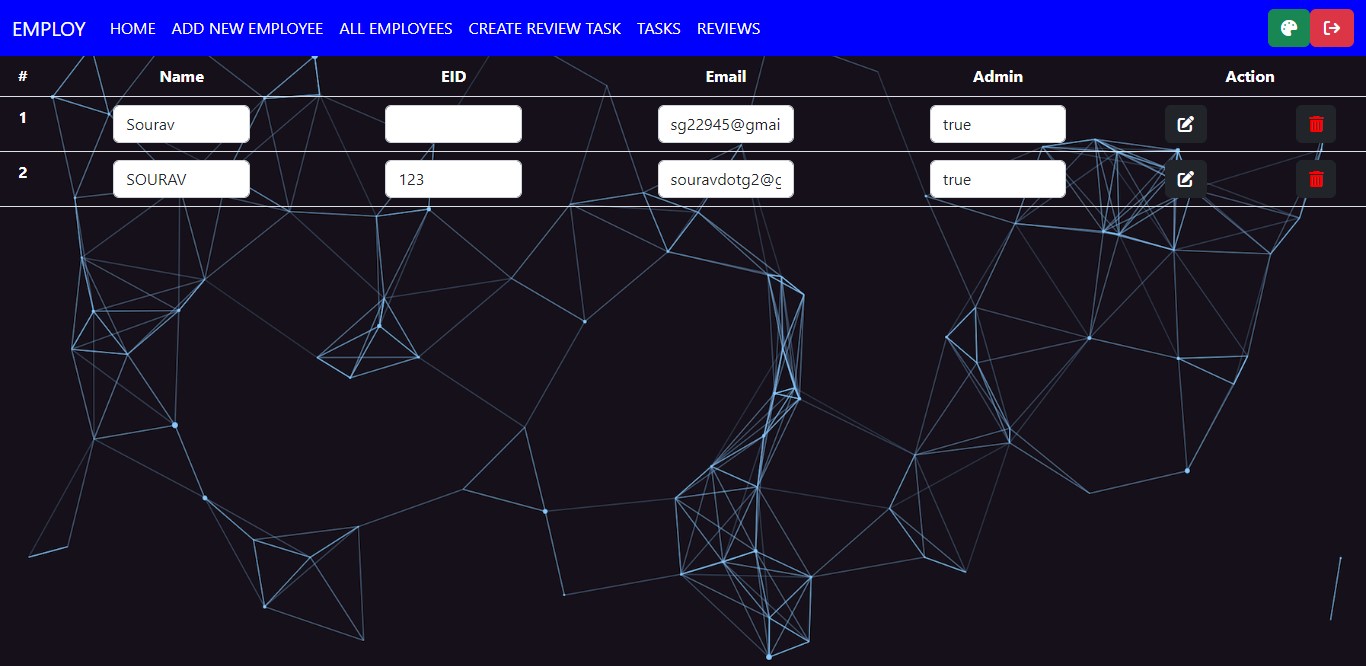 EMPLOY HOME ADD NEW EMPLOYEE ALL EMPLOYEES CREATE REVIEW TASK TASKS REVIEWS
# Name EID Email Admin Action
1 Sourav sg22945@gmai true
2 SOURAV 123 souravdotg2@g true